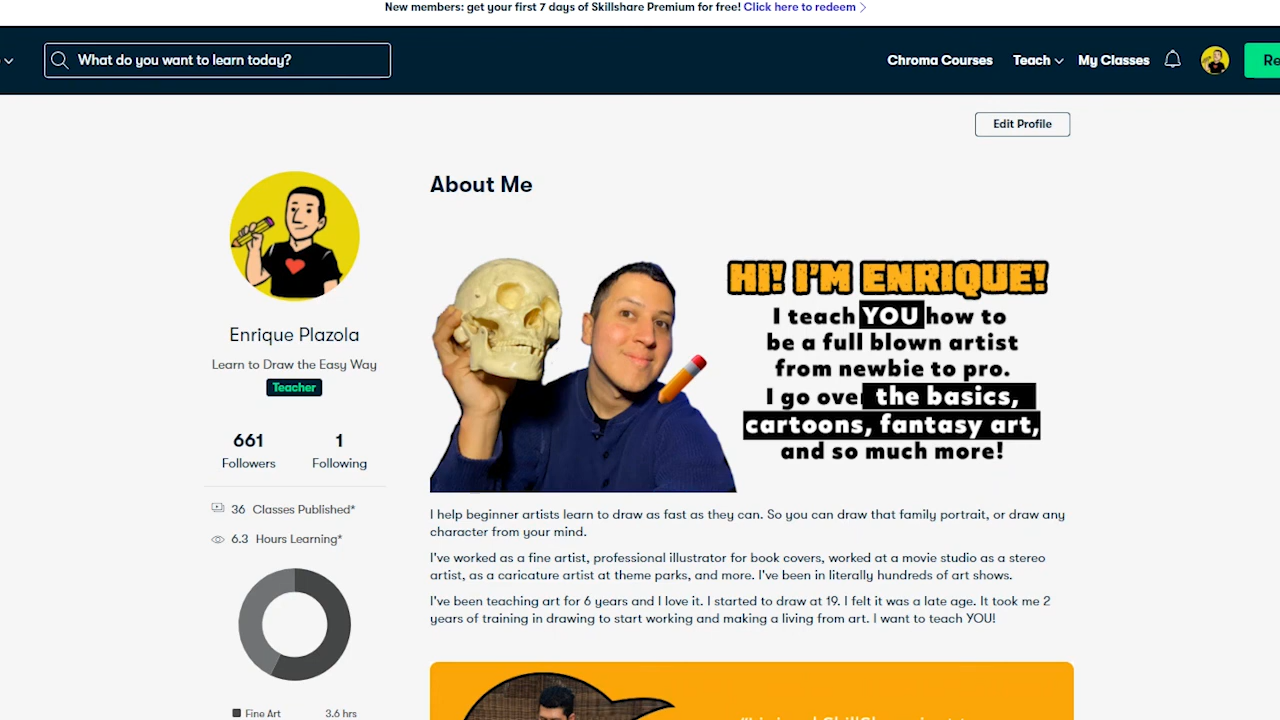 New members: get your first 7 days of Skillshare Premium for free! Click here to redeem
What do you want to learn today?
Chroma Courses
Teach
My Classes
Edit Profile
About Me
HI! I'M ENRIQUE!
I teach YOU how to
be a full blown artist
from newbie to pro.
I go over the basics,
cartoons, fantasy art,
and so much more!
Enrique Plazola
Learn to Draw the Easy Way
Teacher
661
Followers
1
Following
36 Classes Published*
6.3 Hours Learning*
Fine Art 3.6 hrs
I help beginner artists learn to draw as fast as they can. So you can draw that family portrait, or draw any
character from your mind.
I've worked as a fine artist, professional illustrator for book covers, worked at a movie studio as a stereo
artist, as a caricature artist at theme parks, and more. I've been in literally hundreds of art shows.
I've been teaching art for 6 years and I love it. I started to draw at 19. I felt it was a late age. It took me 2
years of training in drawing to start working and making a living from art. I want to teach YOU!